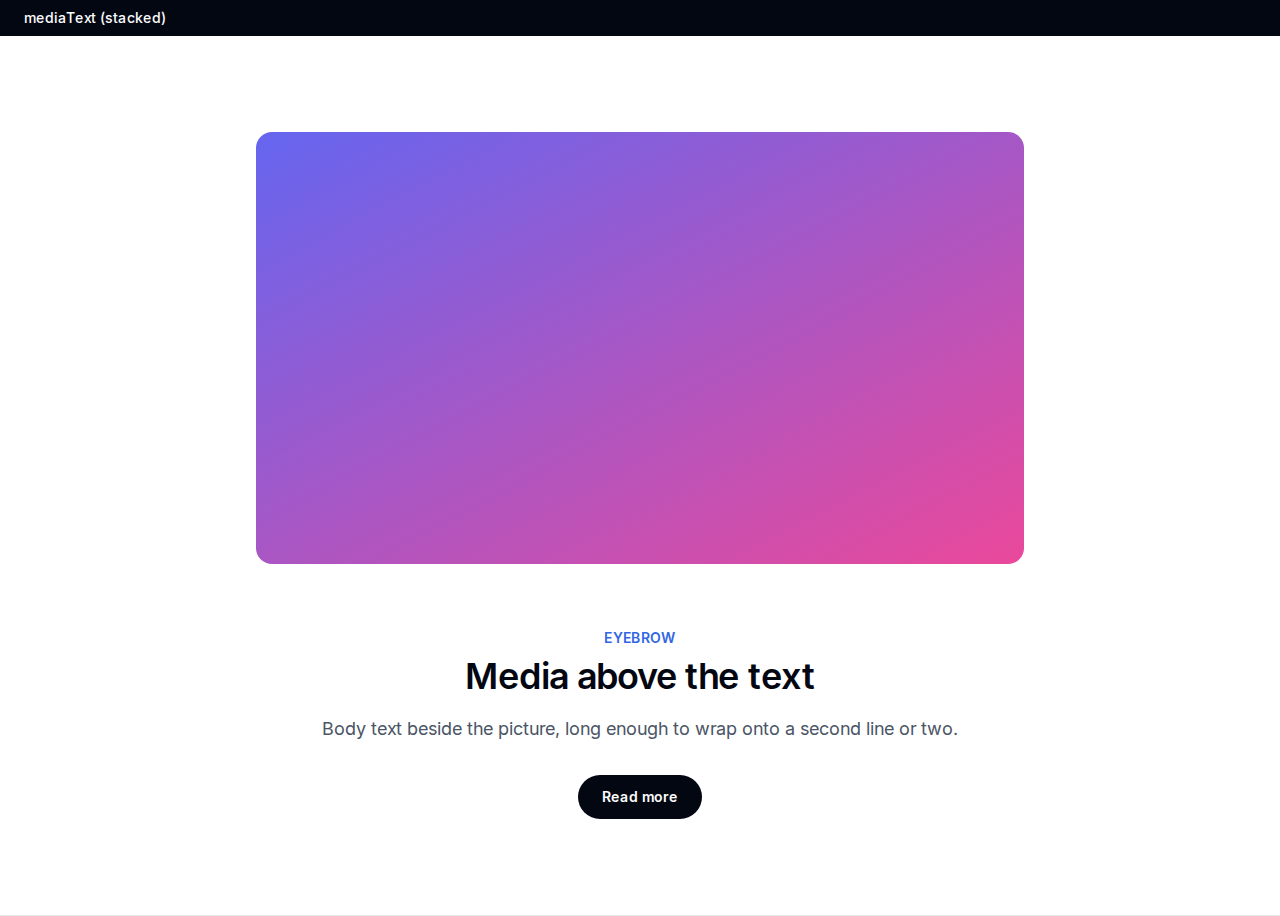 mediaText (stacked)
EYEBROW
Media above the text
Body text beside the picture, long enough to wrap onto a second line or two.
Read more